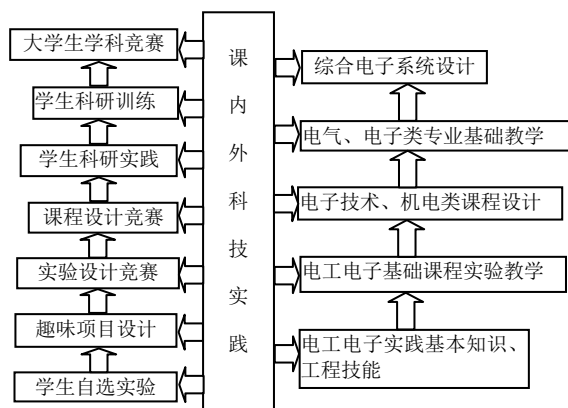 大学生学科竞赛
学生科研训练
学生科研实践
课程设计竞赛
实验设计竞赛
趣味项目设计
学生自选实验
课
内
外
科
技
实
践
综合电子系统设计
电气、电子类专业基础教学
电子技术、机电类课程设计
电工电子基础课程实验教学
电工电子实践基本知识、
工程技能